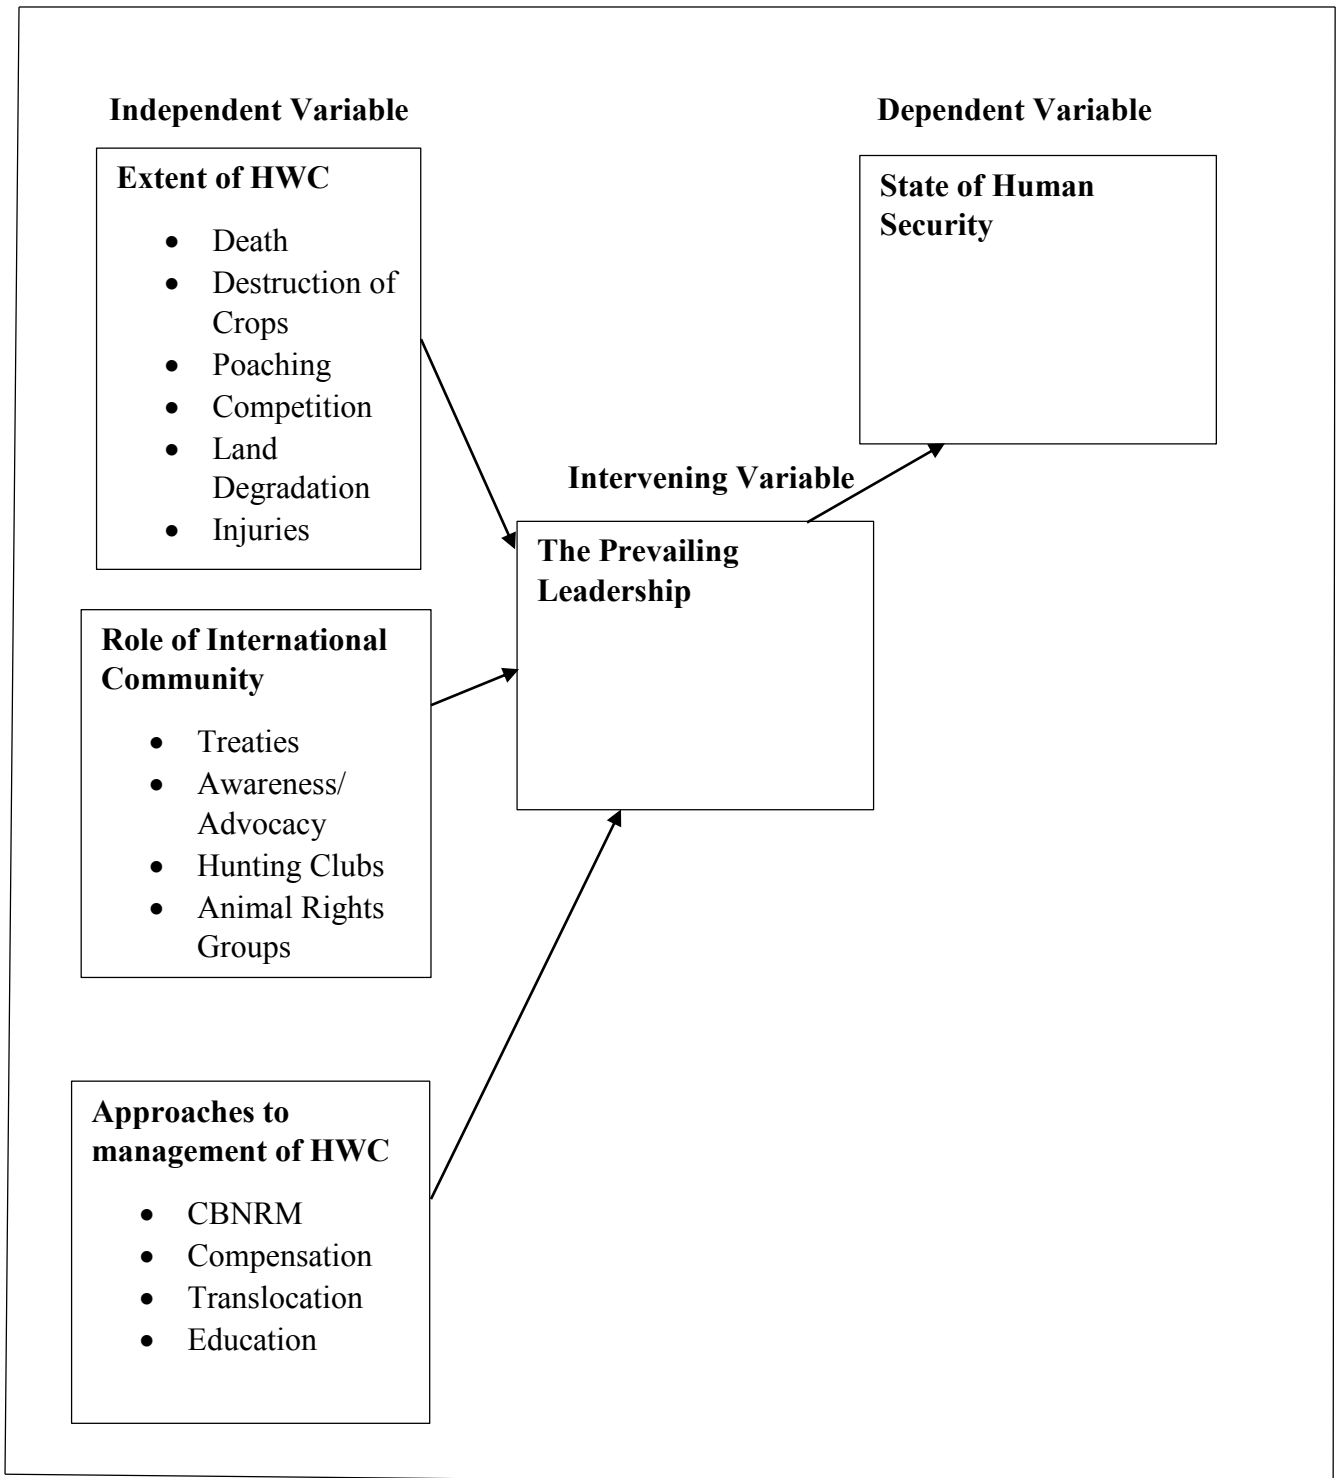 Independent Variable
Dependent Variable
Extent of HWC
• Death
• Destruction of
Crops
• Poaching
• Competition
• Land
Degradation
• Injuries
State of Human
Security
Intervening Variable
The Prevailing
Leadership
Role of International
Community
• Treaties
• Awareness/
Advocacy
• Hunting Clubs
• Animal Rights
Groups
Approaches to
management of HWC
• CBNRM
• Compensation
• Translocation
• Education